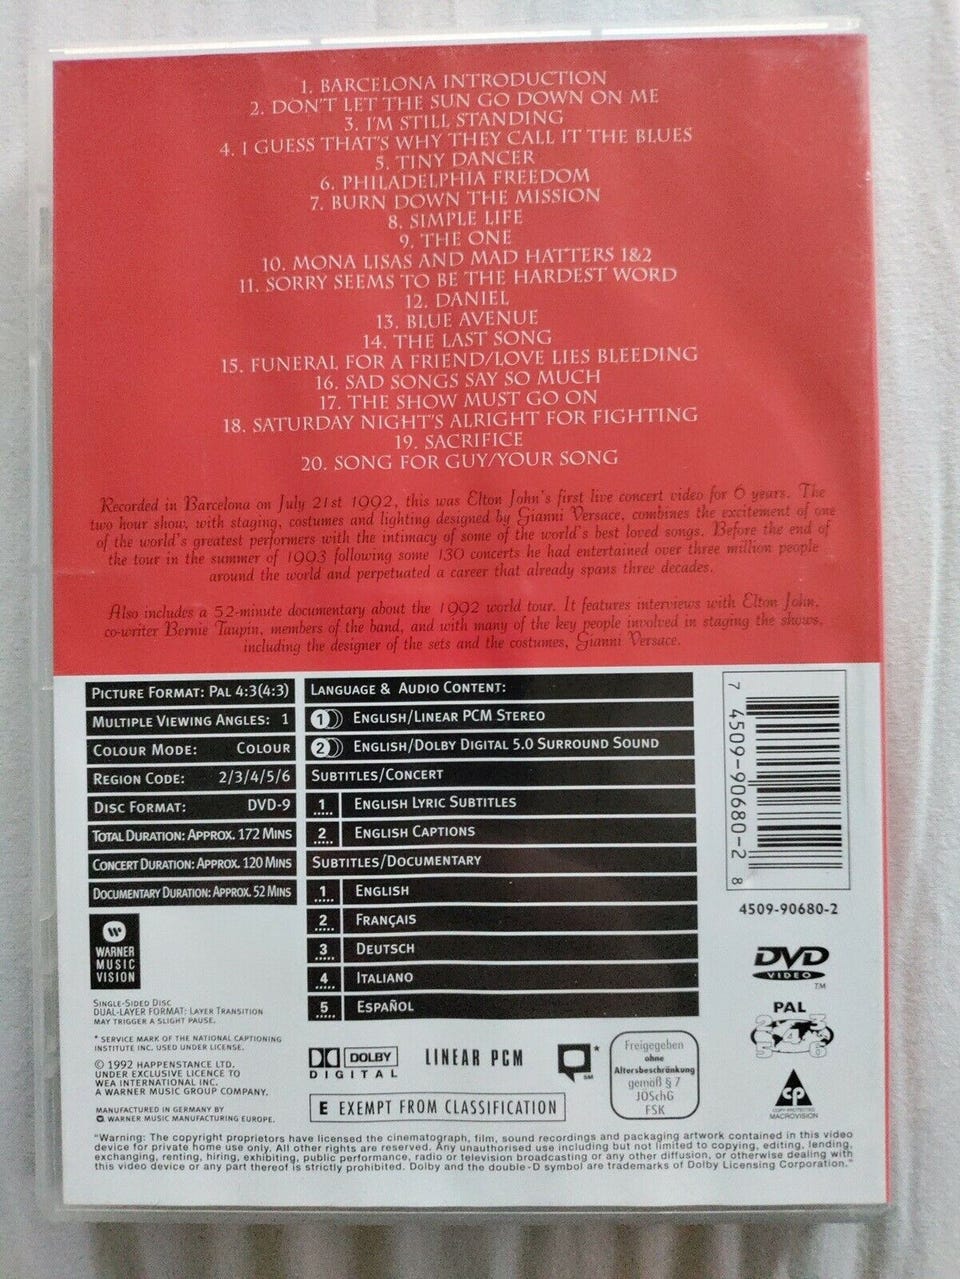 1. BARCELONA INTRODUCTION
2. DON'T LET THE SUN GO DOWN ON ME
3. I'M STILL STANDING
4. I GUESS THAT'S WHY THEY CALL IT THE BLUES
5. TINY DANCER
6. PHILADELPHIA FREEDOM
7. BURN DOWN THE MISSION
8. SIMPLE LIFE
9. THE ONE
10. MONA LISAS AND MAD HATTERS 1&2
11. SORRY SEEMS TO BE THE HARDEST WORD
12. DANIEL
13. BLUE AVENUE
14. THE LAST SONG
15. FUNERAL FOR A FRIEND/LOVE LIES BLEEDING
16. SAD SONGS SAY SO MUCH
17. THE SHOW MUST GO ON
18. SATURDAY NIGHT'S ALRIGHT FOR FIGHTING
19. SACRIFICE
20. SONG FOR GUY/YOUR SONG
Recorded in Barcelona on July 21st 1992, this was Elton John's first live concert video for 6 years. The
two hour show, with staging, costumes and lighting designed by Gianni Versace, combines the excitement of one
of the world's greatest performers with the intimacy of some of the world's best loved songs. Before the end of
the tour in the summer of 1993 following some 130 concerts he had entertained over three million people
around the world and perpetuated a career that already spans three decades.
Also includes a 52-minute documentary about the 1992 world tour. It features interviews with Elton John,
co-writer Bernie Taupin, members of the band, and with many of the key people involved in staging the shows,
including the designer of the sets and the costumes, Gianni Versace.
PICTURE FORMAT: PAL 4:3(4:3)
MULTIPLE VIEWING ANGLES: 1
COLOUR MODE: COLOUR
REGION CODE: 2/3/4/5/6
DISC FORMAT: DVD-9
TOTAL DURATION: APPROX. 172 MINS
CONCERT DURATION: APPROX. 120 MINS
DOCUMENTARY DURATION: APPROX. 52 MINS
LANGUAGE & AUDIO CONTENT:
1 ENGLISH/LINEAR PCM STEREO
2 ENGLISH/DOLBY DIGITAL 5.0 SURROUND SOUND
SUBTITLES/CONCERT
1 ENGLISH LYRIC SUBTITLES
2 ENGLISH CAPTIONS
SUBTITLES/DOCUMENTARY
1 ENGLISH
2 FRANÇAIS
3 DEUTSCH
4 ITALIANO
5 ESPAÑOL
7 4509-90680-2 8
4509-90680-2
DVD
VIDEO
TM
PAL
2 3 4 5 6
COPY PROTECTED
MACROVISION
WARNER
MUSIC
VISION
SINGLE-SIDED DISC
DUAL-LAYER FORMAT: LAYER TRANSITION
MAY TRIGGER A SLIGHT PAUSE.
* SERVICE MARK OF THE NATIONAL CAPTIONING
INSTITUTE INC. USED UNDER LICENSE.
© 1992 HAPPENSTANCE LTD.
UNDER EXCLUSIVE LICENCE TO
WEA INTERNATIONAL INC.
A WARNER MUSIC GROUP COMPANY.
MANUFACTURED IN GERMANY BY
WARNER MUSIC MANUFACTURING EUROPE.
DOLBY
DIGITAL
LINEAR PCM
* SM
Freigegeben
ohne
Altersbeschränkung
gemäß § 7
JÖSchG
FSK
E EXEMPT FROM CLASSIFICATION
"Warning: The copyright proprietors have licensed the cinematograph, film, sound recordings and packaging artwork contained in this video
device for private home use only. All other rights are reserved. Any unauthorised use including but not limited to copying, editing, lending,
exchanging, renting, hiring, exhibiting, public performance, radio or television broadcasting or any other diffusion, or otherwise dealing with
this video device or any part thereof is strictly prohibited. Dolby and the double-D symbol are trademarks of Dolby Licensing Corporation."